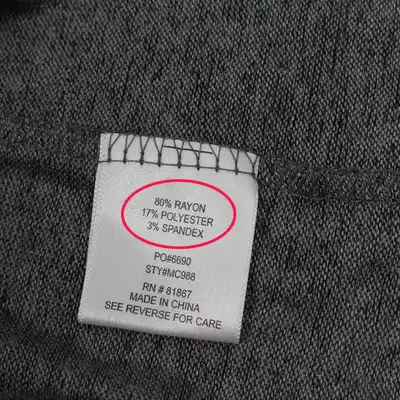 80% RAYON
17% POLYESTER
3% SPANDEX
PO#6690
STY#MC988
RN # 81867
MADE IN CHINA
SEE REVERSE FOR CARE